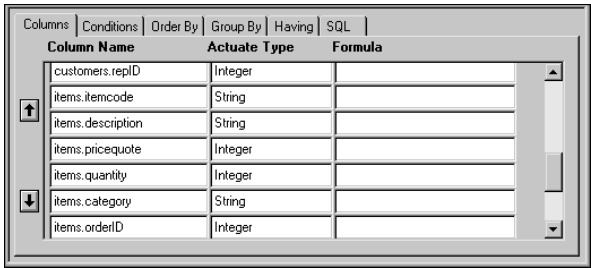 Columns Conditions Order By Group By Having SQL
Column Name Actuate Type Formula
customers.repID Integer
items.itemcode String
items.description String
items.pricequote Integer
items.quantity Integer
items.category String
items.orderID Integer